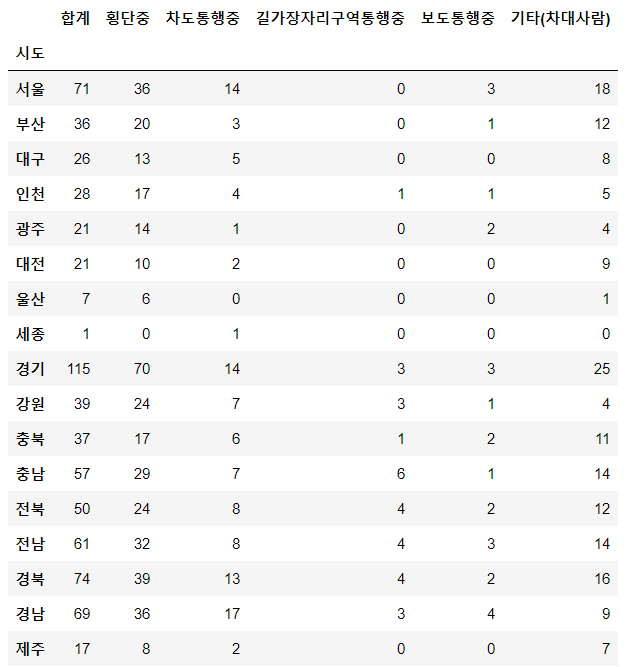 합계 횡단중 차도통행중 길가장자리구역통행중 보도통행중 기타(차대사람)
시도
서울 71 36 14 0 3 18
부산 36 20 3 0 1 12
대구 26 13 5 0 0 8
인천 28 17 4 1 1 5
광주 21 14 1 0 2 4
대전 21 10 2 0 0 9
울산 7 6 0 0 0 1
세종 1 0 1 0 0 0
경기 115 70 14 3 3 25
강원 39 24 7 3 1 4
충북 37 17 6 1 2 11
충남 57 29 7 6 1 14
전북 50 24 8 4 2 12
전남 61 32 8 4 3 14
경북 74 39 13 4 2 16
경남 69 36 17 3 4 9
제주 17 8 2 0 0 7